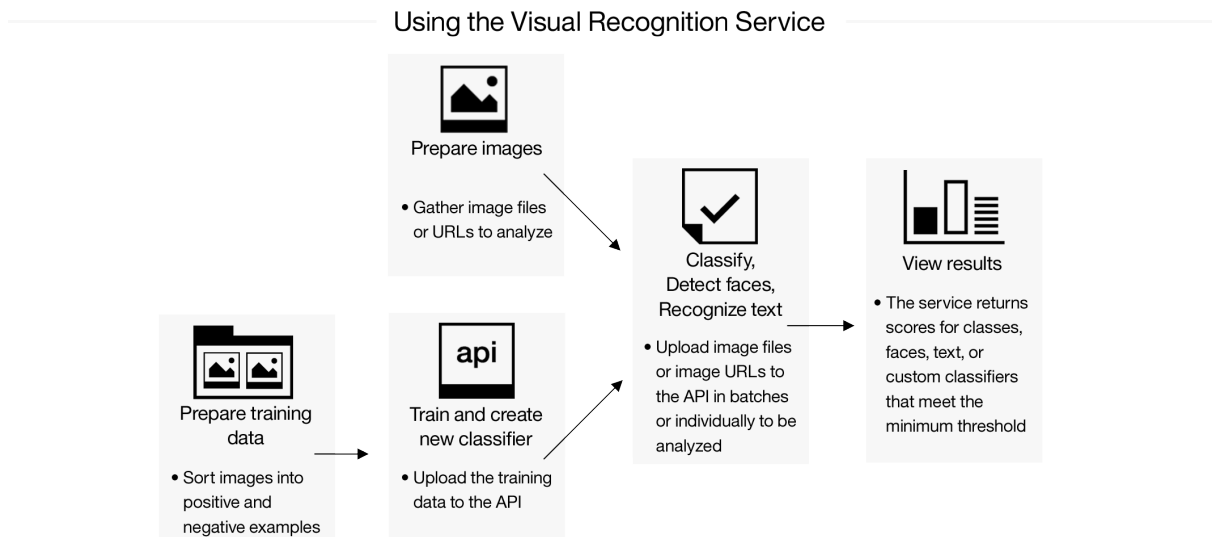 Using the Visual Recognition Service
Prepare images
• Gather image files
or URLs to analyze
Prepare training
data
• Sort images into
positive and
negative examples
api
Train and create
new classifier
• Upload the training
data to the API
Classify,
Detect faces,
Recognize text
• Upload image files
or image URLs to
the API in batches
or individually to be
analyzed
View results
• The service returns
scores for classes,
faces, text, or
custom classifiers
that meet the
minimum threshold